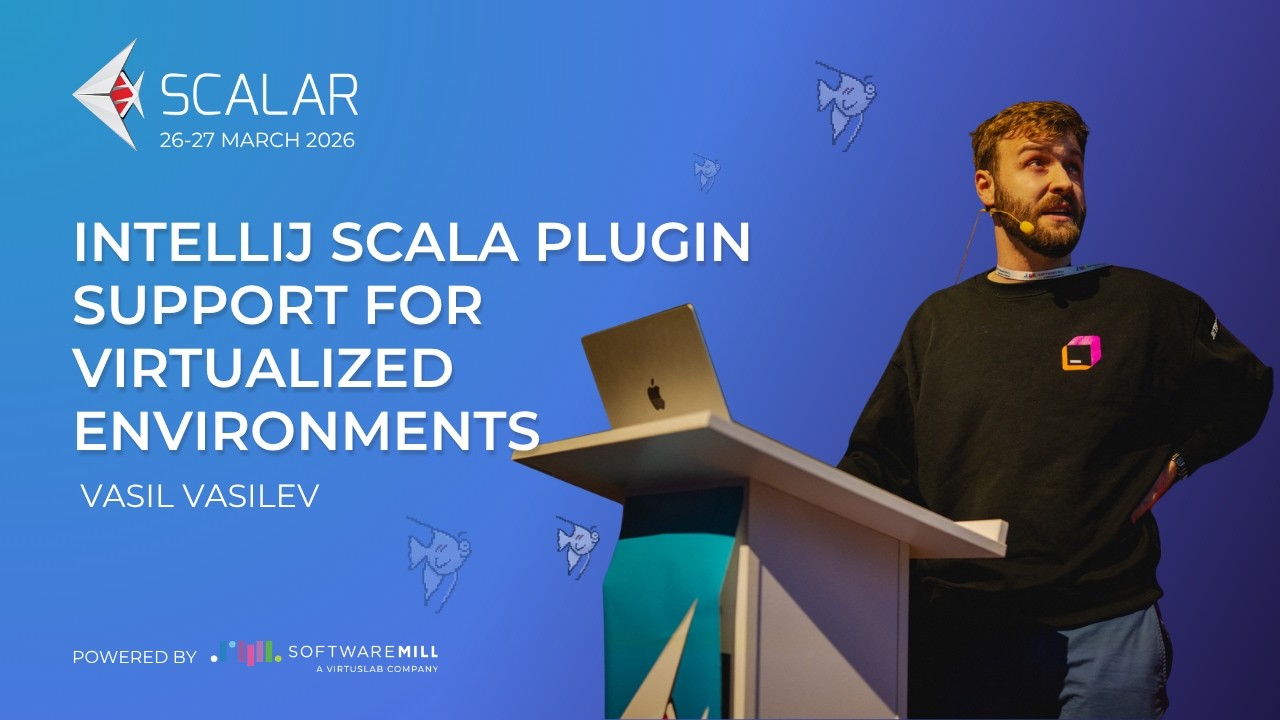 SCALAR
26-27 MARCH 2026
INTELLIJ SCALA PLUGIN
SUPPORT FOR
VIRTUALIZED
ENVIRONMENTS
VASIL VASILEV
POWERED BY SOFTWAREMILL
A VIRTUSLAB COMPANY